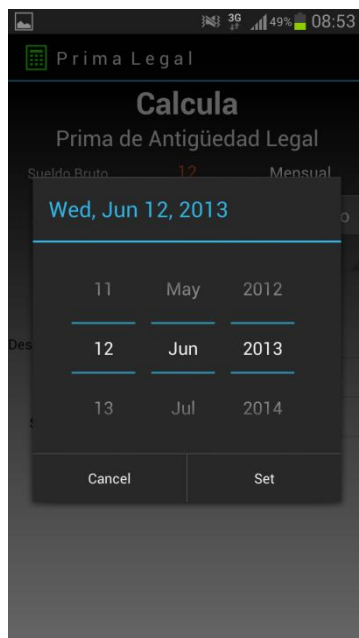 3G 49% 08:53
Prima Legal
Calcula
Prima de Antigüedad Legal
Sueldo Bruto 12 Mensual
Wed, Jun 12, 2013
11 May 2012
12 Jun 2013
13 Jul 2014
Cancel Set